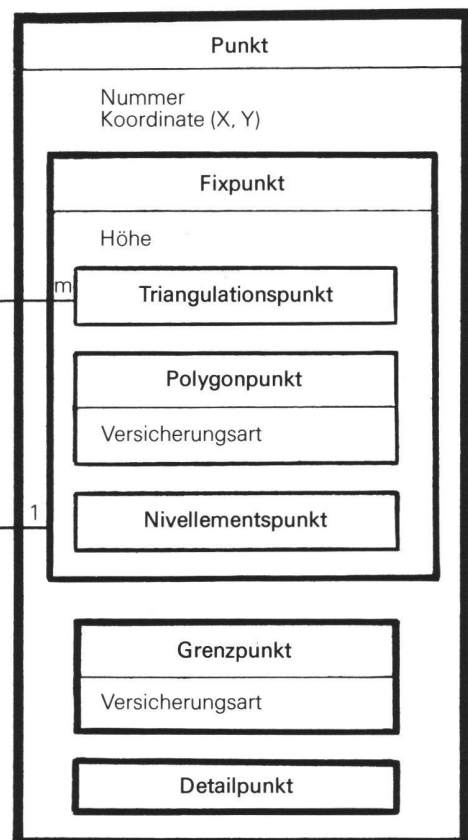 Punkt
Nummer
Koordinate (X, Y)
Fixpunkt
Höhe
m
Triangulationspunkt
Polygonpunkt
Versicherungsart
1
Nivellementspunkt
Grenzpunkt
Versicherungsart
Detailpunkt